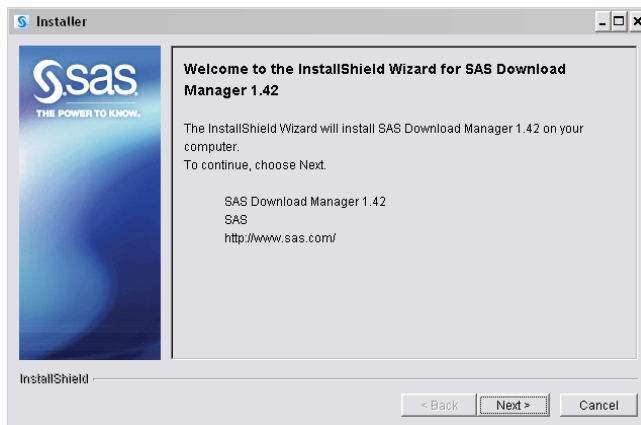 Installer
sas
THE POWER TO KNOW.
Welcome to the InstallShield Wizard for SAS Download
Manager 1.42
The InstallShield Wizard will install SAS Download Manager 1.42 on your
computer.
To continue, choose Next.
SAS Download Manager 1.42
SAS
http://www.sas.com/
InstallShield
< Back
Next >
Cancel